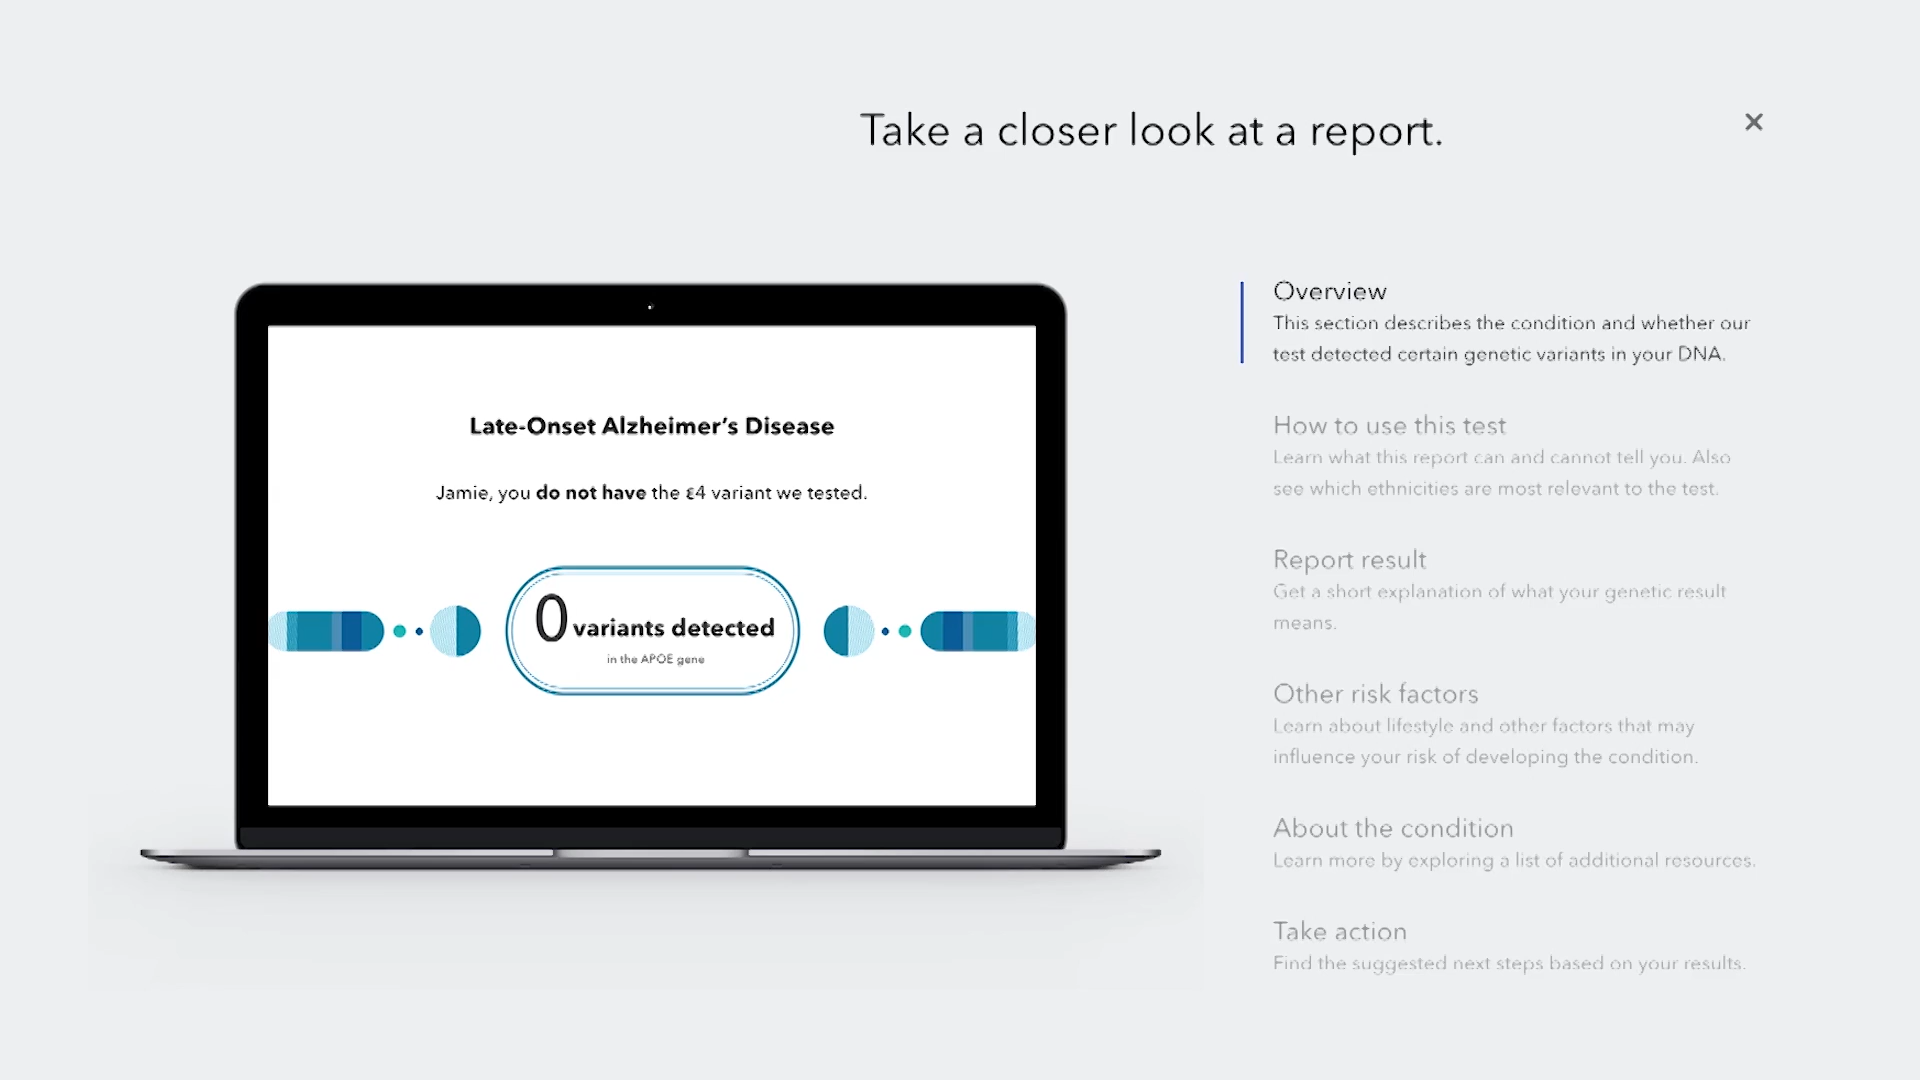 Take a closer look at a report.
Late-Onset Alzheimer’s Disease
Jamie, you do not have the ε4 variant we tested.
0 variants detected
in the APOE gene
Overview
This section describes the condition and whether our
test detected certain genetic variants in your DNA.
How to use this test
Learn what this report can and cannot tell you. Also
see which ethnicities are most relevant to the test.
Report result
Get a short explanation of what your genetic result
means.
Other risk factors
Learn about lifestyle and other factors that may
influence your risk of developing the condition.
About the condition
Learn more by exploring a list of additional resources.
Take action
Find the suggested next steps based on your results.